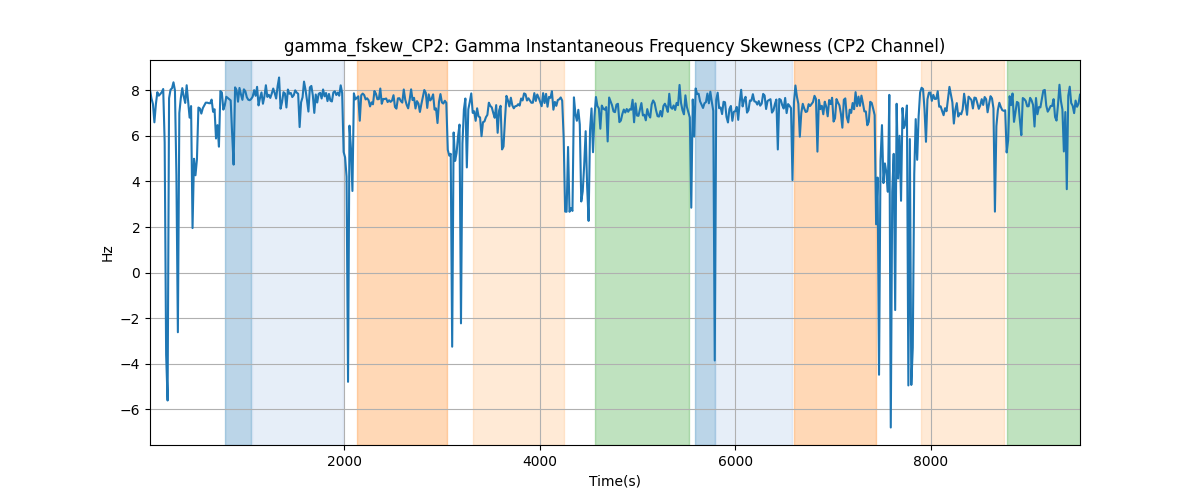 gamma_fskew_CP2: Gamma Instantaneous Frequency Skewness (CP2 Channel)
8
6
4
2
0
−2
−4
−6
Hz
2000 4000 6000 8000
Time(s)